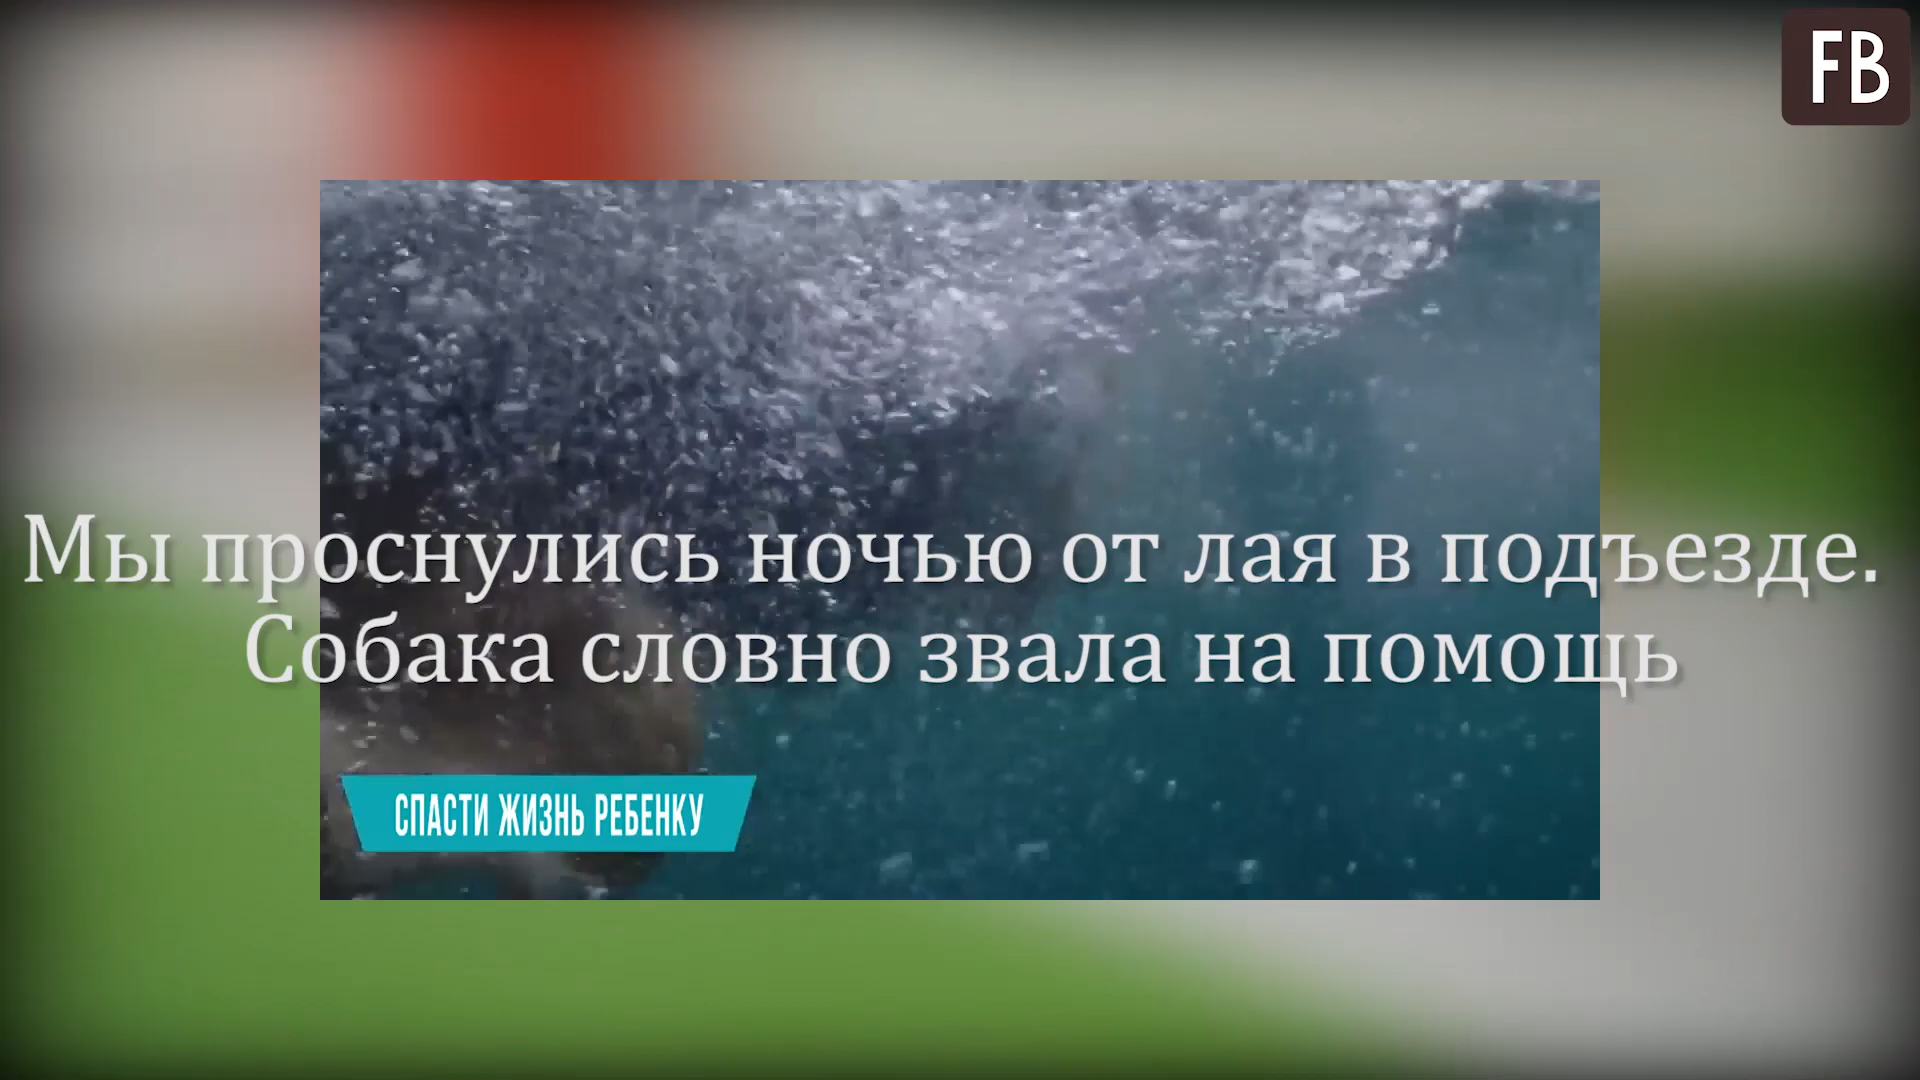 FB
Мы проснулись ночью от лая в подъезде.
Собака словно звала на помощь
СПАСТИ ЖИЗНЬ РЕБЕНКУ